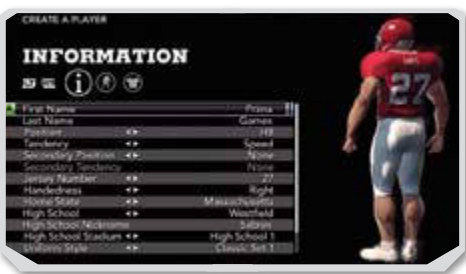 CREATE A PLAYER
INFORMATION
i
First Name Prima
Last Name Games
Position HB
Tendency Speed
Secondary Position None
Secondary Tendency None
Jersey Number 27
Handedness Right
Home State Massachusetts
High School Westfield
High School Nickname Sabres
High School Stadium High School 1
Uniform Style Classic Set 1
27